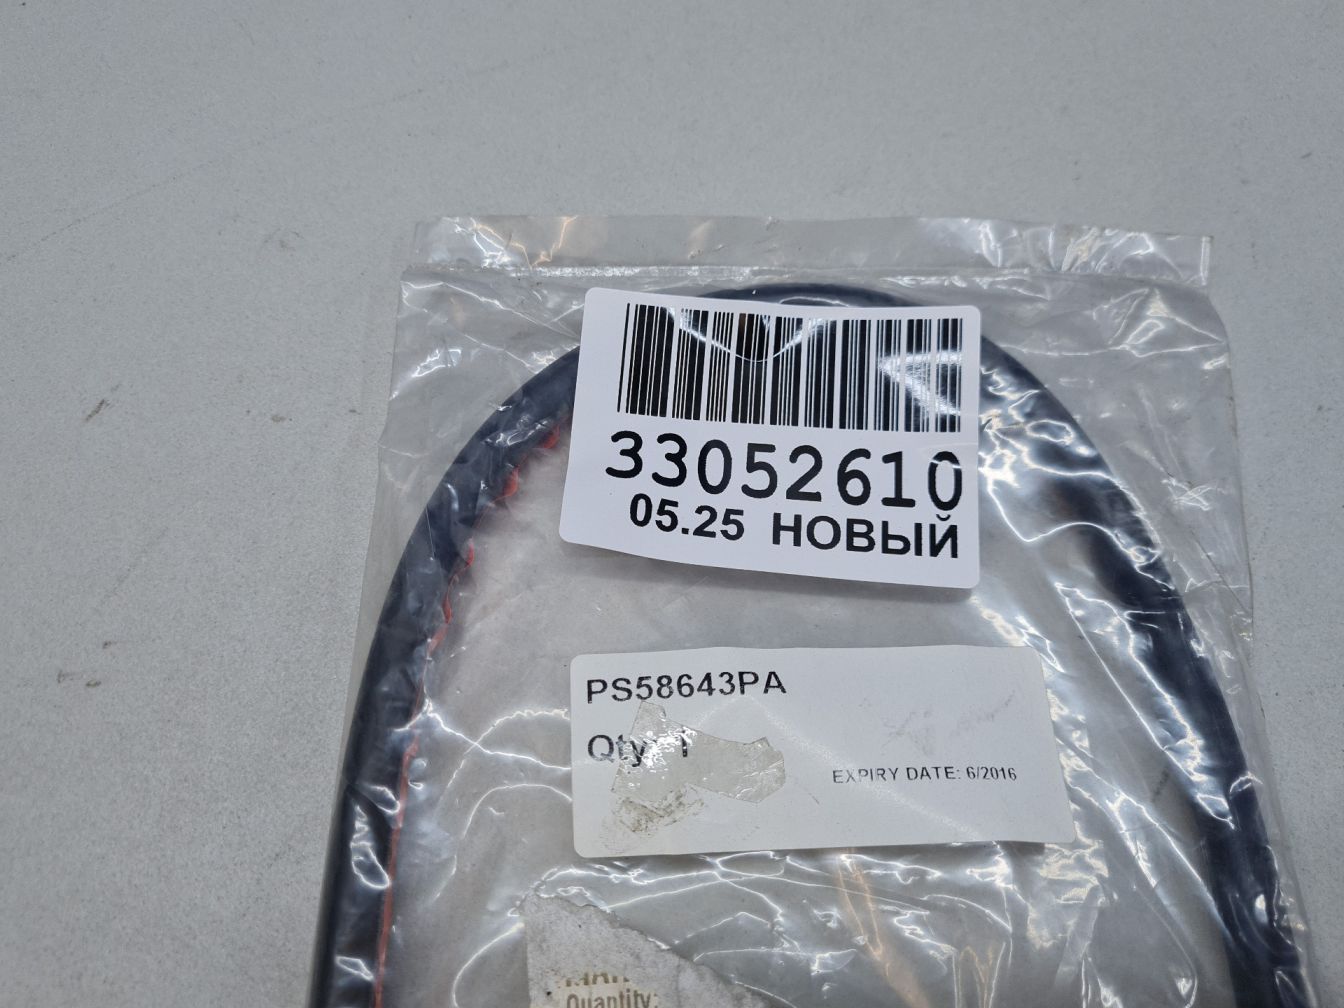 33052610
05.25 НОВЫЙ
PS58643PA
Qty: 1
EXPIRY DATE: 6/2016
Quantity: